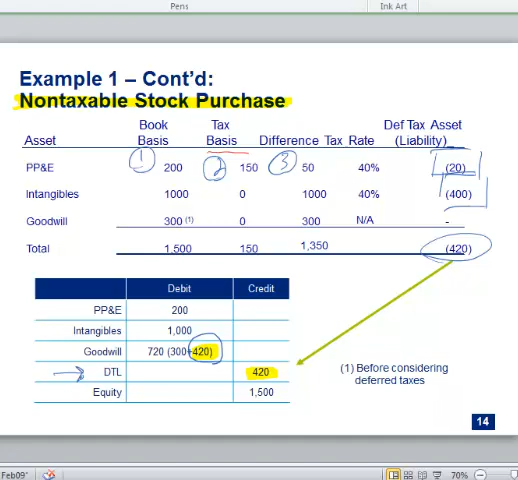 Pens Ink Art
Example 1 – Cont'd:
Nontaxable Stock Purchase
Book Tax Def Tax Asset
Asset Basis Basis Difference Tax Rate (Liability)
PP&E 1 200 2 150 3 50 40% (20)
Intangibles 1000 0 1000 40% (400)
Goodwill 300 (1) 0 300 N/A -
Total 1,500 150 1,350 (420)
Debit Credit
PP&E 200
Intangibles 1,000
Goodwill 720 (300+420)
DTL 420
Equity 1,500
(1) Before considering
deferred taxes
14
Feb09" 70%